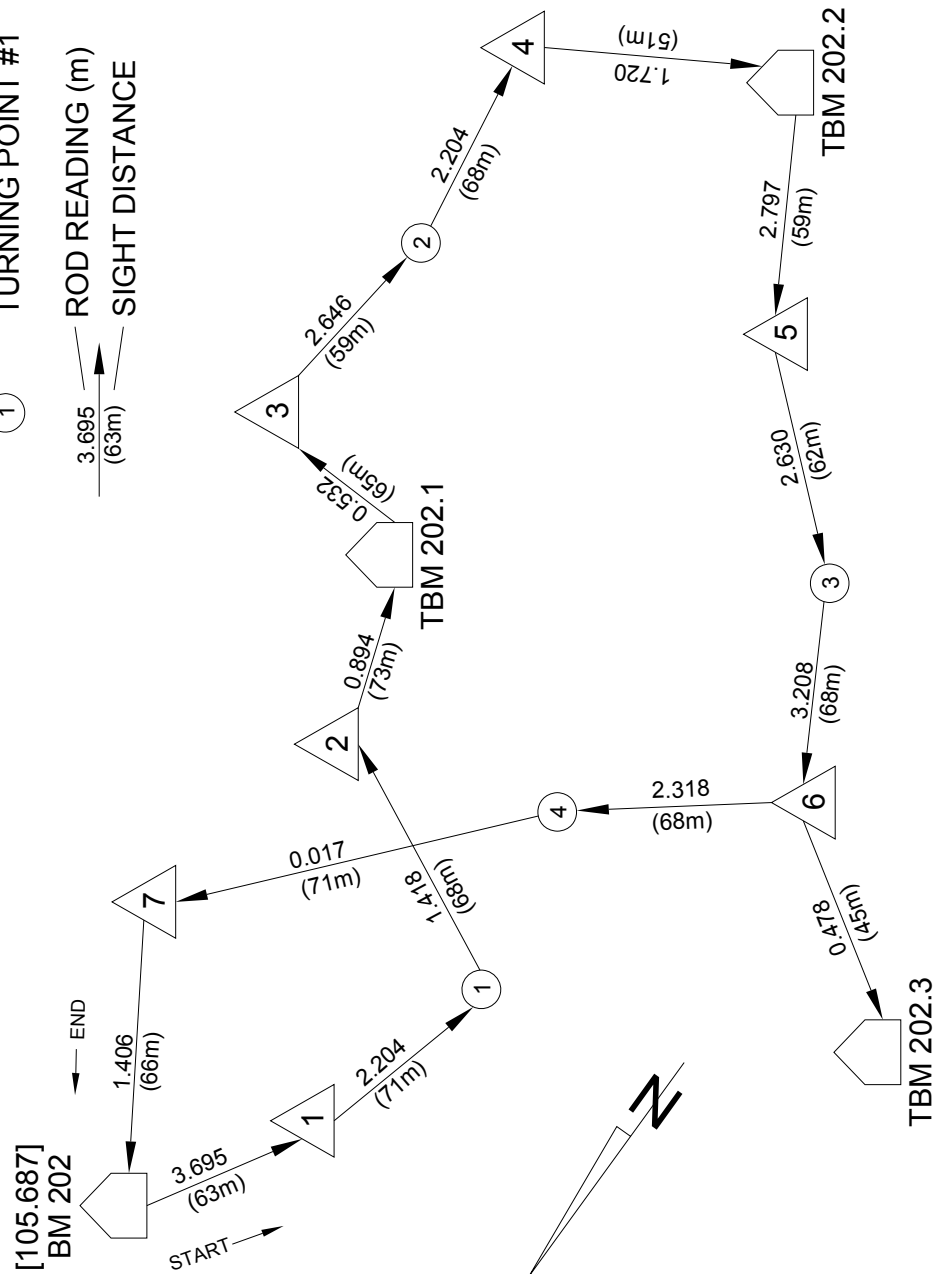 1
TURNING POINT #1
3.695
(63m)
ROD READING (m)
SIGHT DISTANCE
[105.687]
BM 202
START
END
3.695
(63m)
1
2.204
(71m)
1
1.418
(68m)
2
0.894
(73m)
TBM 202.1
0.532
(65m)
3
2.646
(59m)
2
2.204
(68m)
4
1.720
(51m)
TBM 202.2
2.797
(59m)
5
2.630
(62m)
3
3.208
(68m)
6
0.478
(45m)
TBM 202.3
2.318
(68m)
4
0.017
(71m)
7
1.406
(66m)
N